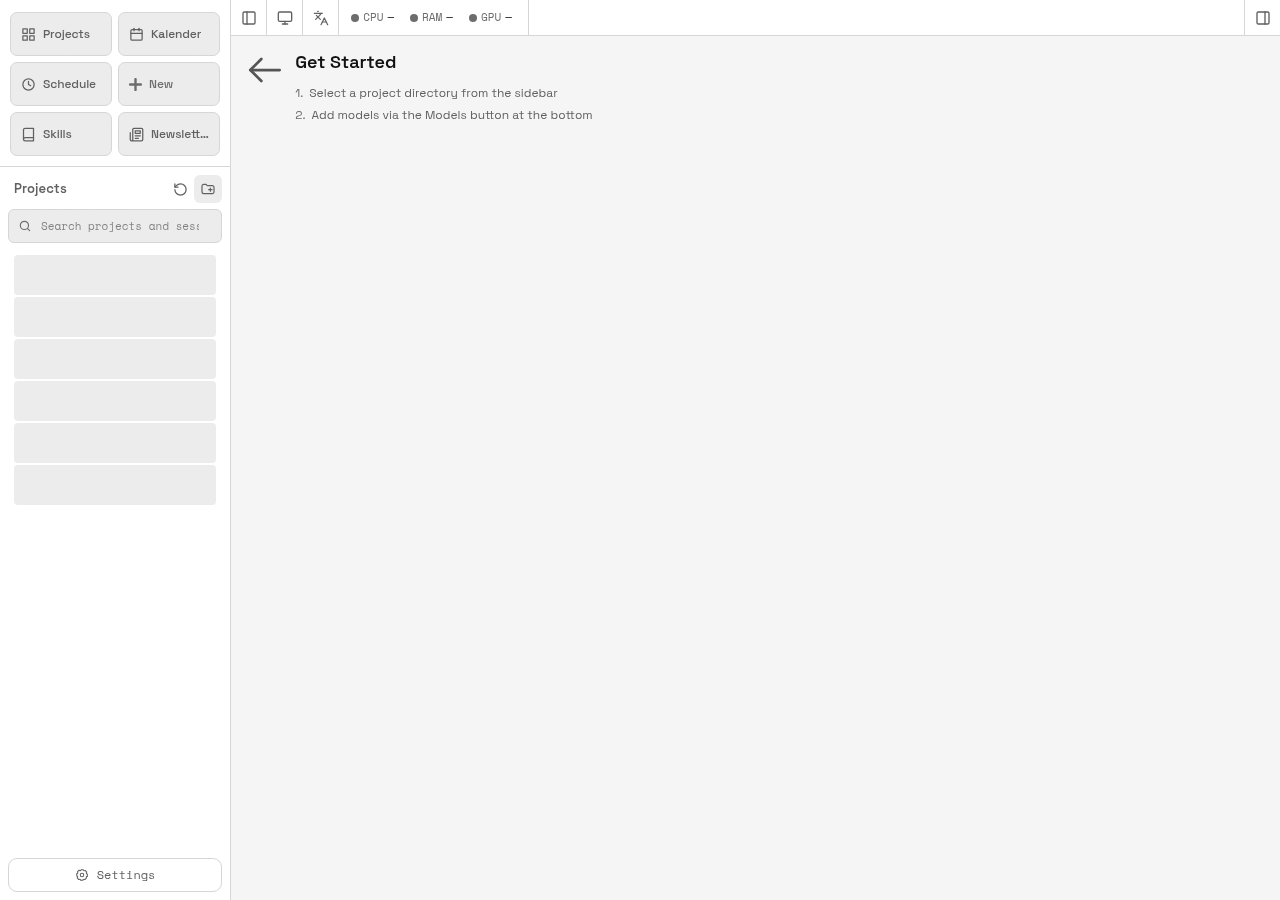 Projects
Kalender
Schedule
New
Skills
Newslett...
Projects
Search projects and ses
Settings
CPU —
RAM —
GPU —
Get Started
1. Select a project directory from the sidebar
2. Add models via the Models button at the bottom